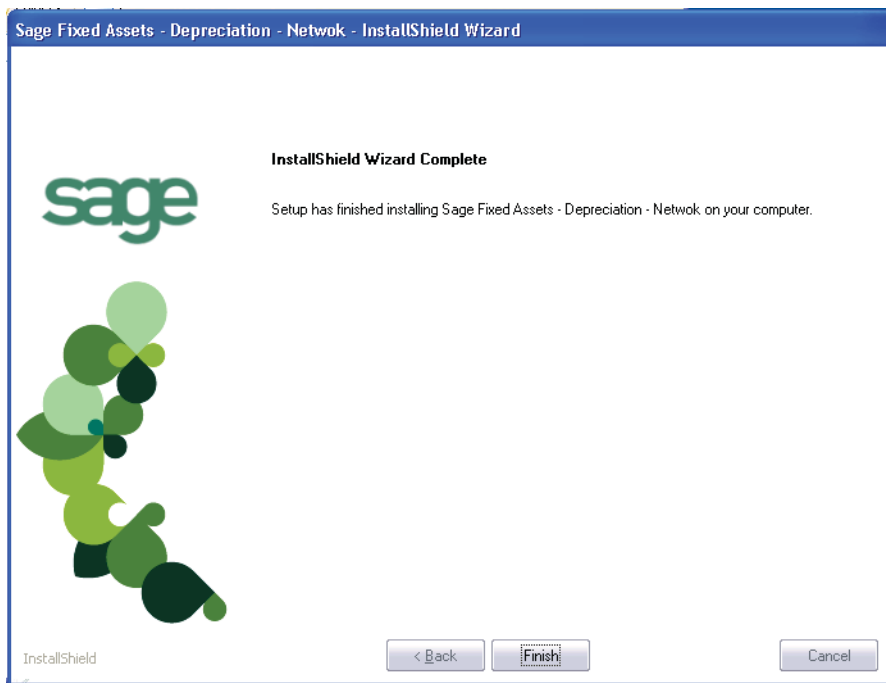 Sage Fixed Assets - Depreciation - Netwok - InstallShield Wizard
InstallShield Wizard Complete
sage
Setup has finished installing Sage Fixed Assets - Depreciation - Netwok on your computer.
InstallShield
< Back
Finish
Cancel